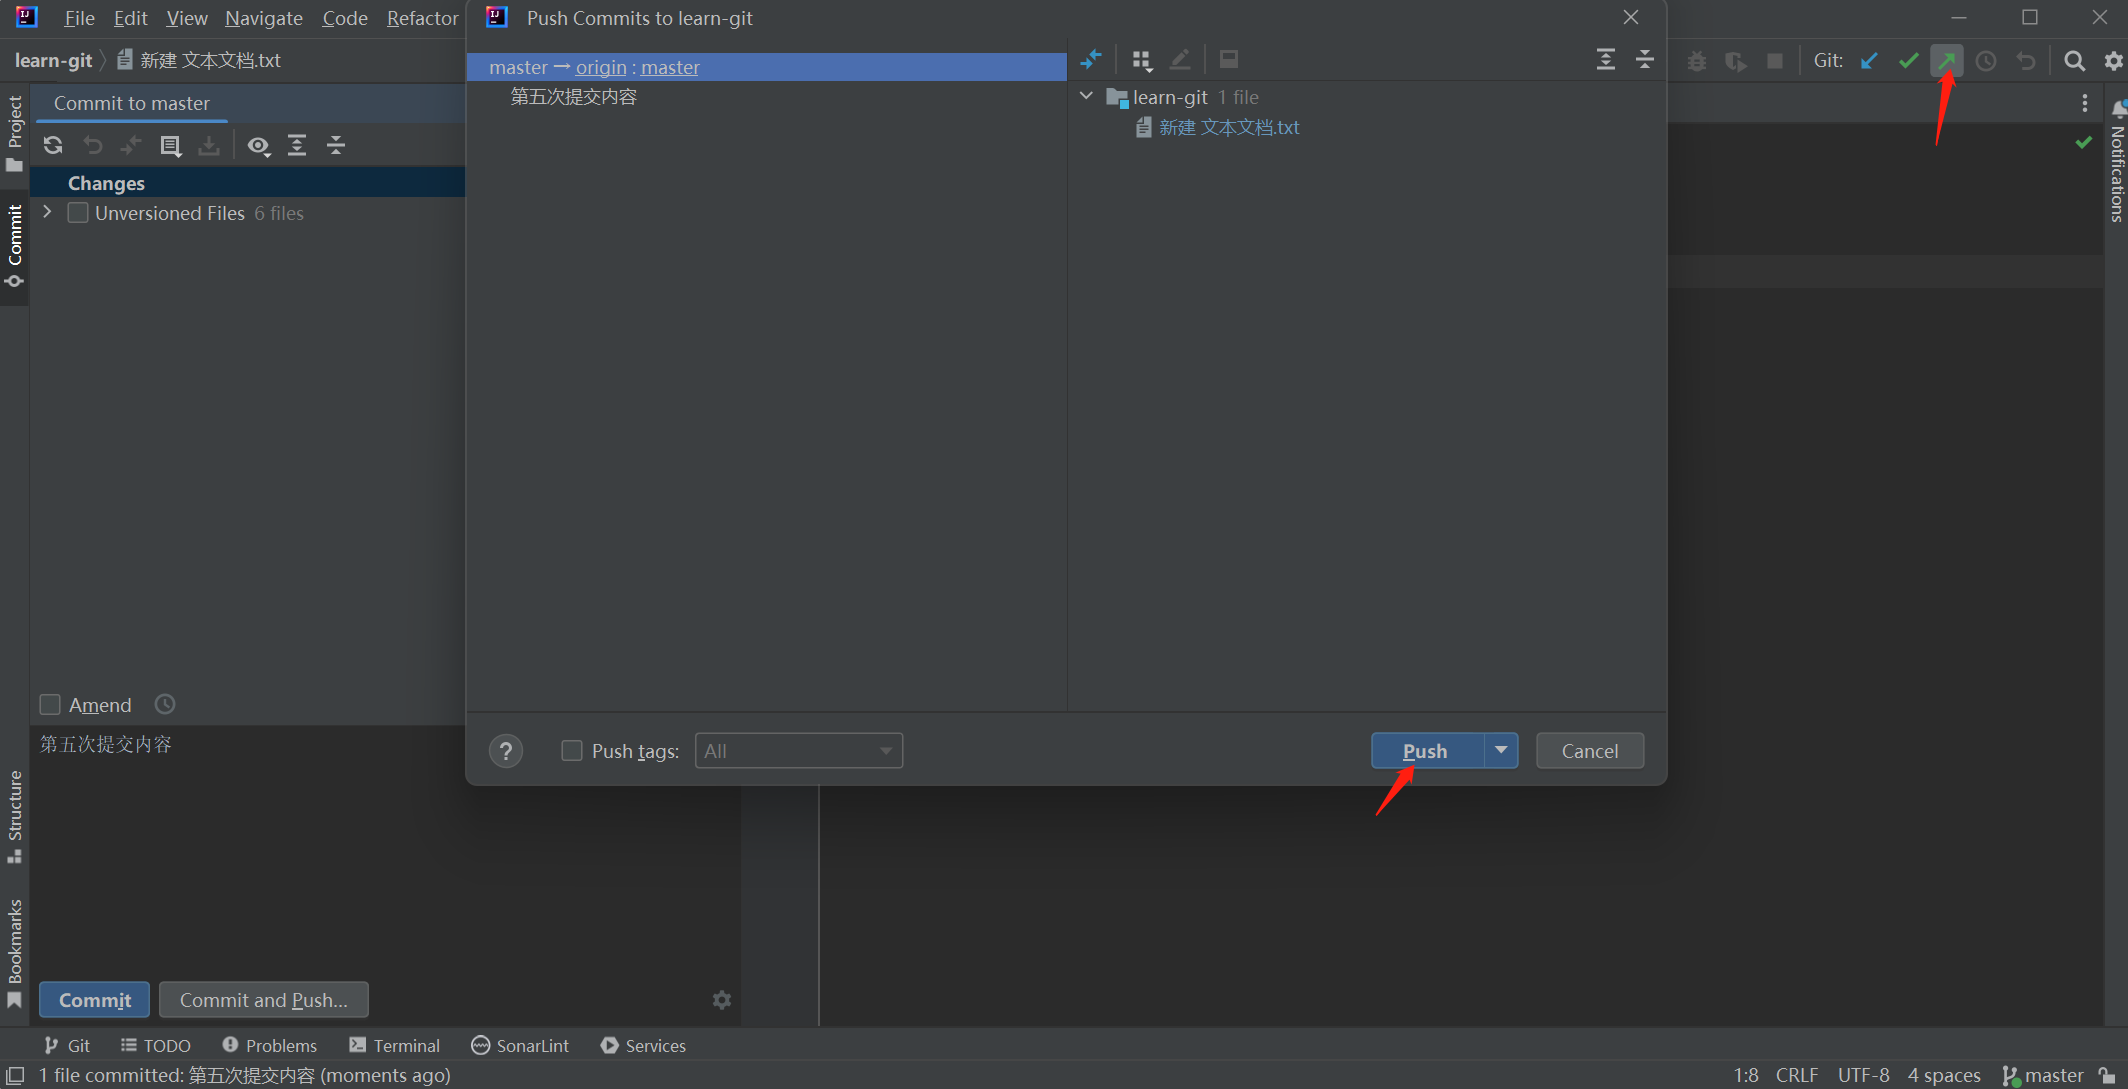 File Edit View Navigate Code Refactor
Push Commits to learn-git
learn-git 新建 文本文档.txt
Git:
Commit to master
master → origin : master
第五次提交内容
learn-git 1 file
新建 文本文档.txt
Changes
Unversioned Files 6 files
Project
Commit
Structure
Bookmarks
Notifications
Amend
第五次提交内容
? Push tags: All
Push Cancel
Commit Commit and Push...
Git TODO Problems Terminal SonarLint Services
1 file committed: 第五次提交内容 (moments ago)
1:8 CRLF UTF-8 4 spaces master